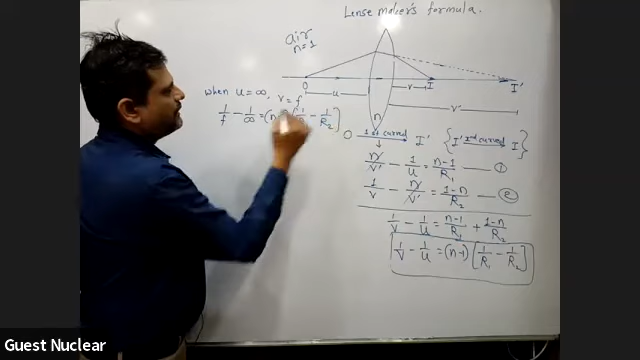 Lense maker's formula.
air
n=1
O u v I I'
v'
n
when u = ∞, v = f
1/f - 1/∞ = (n - 1/R₂]
O 1st curved I' { I' 2nd curved I }
↓
n/v' - 1/u = n-1/R₁ — ①
1/v - n/v' = 1-n/R₂ — ②
1/v - 1/u = n-1/R₁ + 1-n/R₂
1/v - 1/u = (n-1) [1/R₁ - 1/R₂]
Guest Nuclear